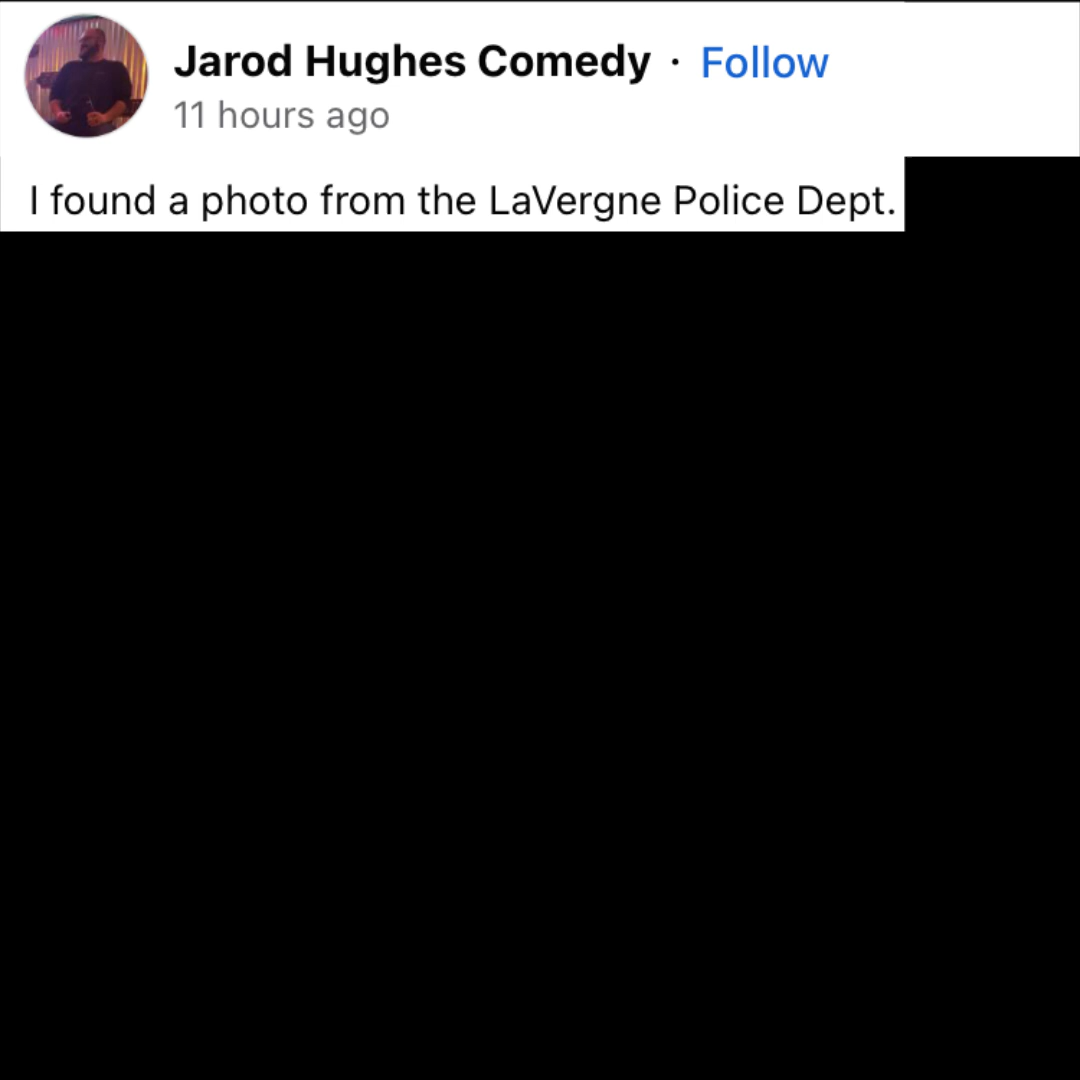 Jarod Hughes Comedy · Follow
11 hours ago
I found a photo from the LaVergne Police Dept.